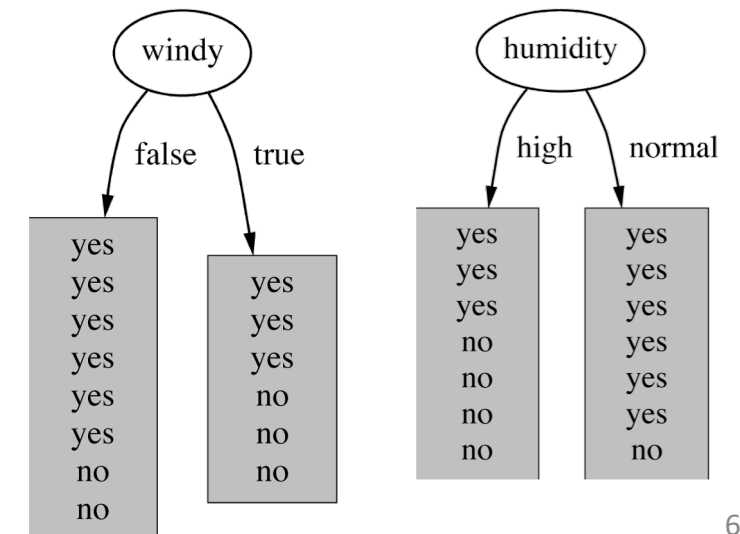 windy
false
true
yes
yes
yes
yes
yes
yes
no
no
yes
yes
yes
no
no
no
humidity
high
normal
yes
yes
yes
no
no
no
no
yes
yes
yes
yes
yes
yes
no
6